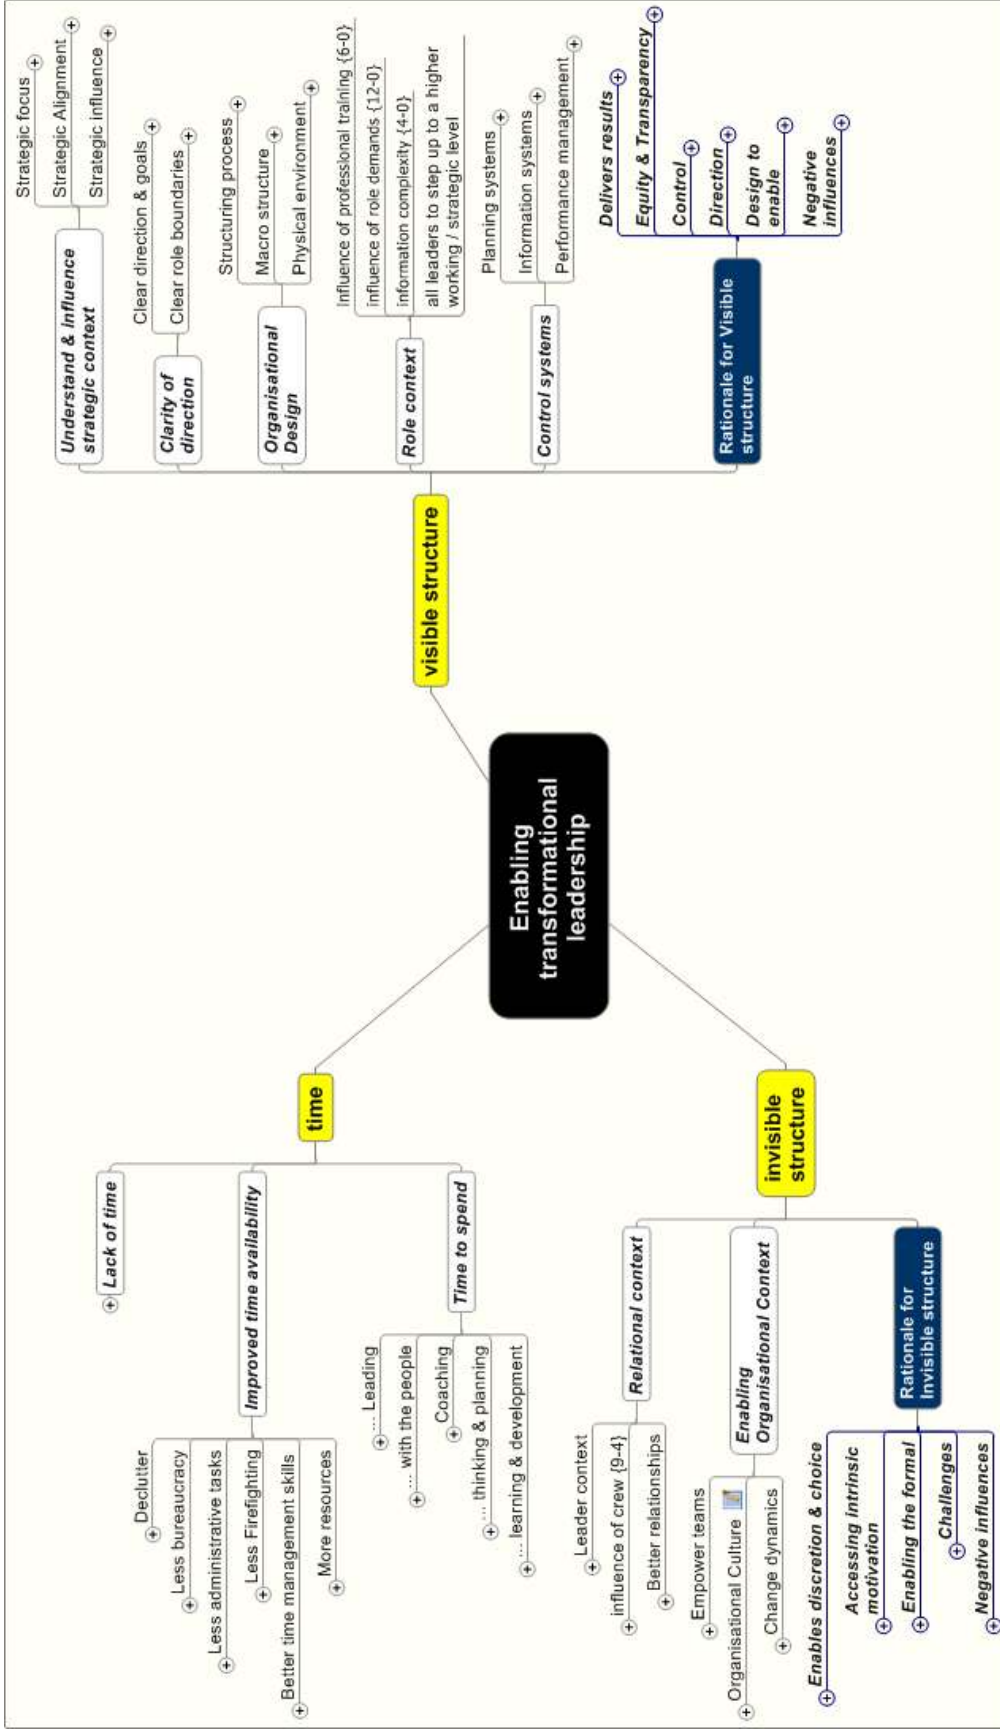 Enabling
transformational
leadership
time
Lack of time
Improved time availability
Declutter
Less bureaucracy
Less administrative tasks
Less Firefighting
Better time management skills
More resources
Time to spend
... Leading
... with the people
Coaching
... thinking & planning
... learning & development
invisible
structure
Relational context
Leader context
influence of crew {9-4}
Better relationships
Enabling
Organisational Context
Empower teams
Organisational Culture
Change dynamics
Rationale for
Invisible structure
Enables discretion & choice
Accessing intrinsic
motivation
Enabling the formal
Challenges
Negative influences
visible structure
Understand & influence
strategic context
Strategic focus
Strategic Alignment
Strategic influence
Clarity of
direction
Clear direction & goals
Clear role boundaries
Organisational
Design
Structuring process
Macro structure
Physical environment
Role context
Influence of professional training {6-0}
influence of role demands {12-0}
information complexity {4-0}
all leaders to step up to a higher
working / strategic level
Control systems
Planning systems
Information systems
Performance management
Rationale for Visible
structure
Delivers results
Equity & Transparency
Control
Direction
Design to
enable
Negative
influences